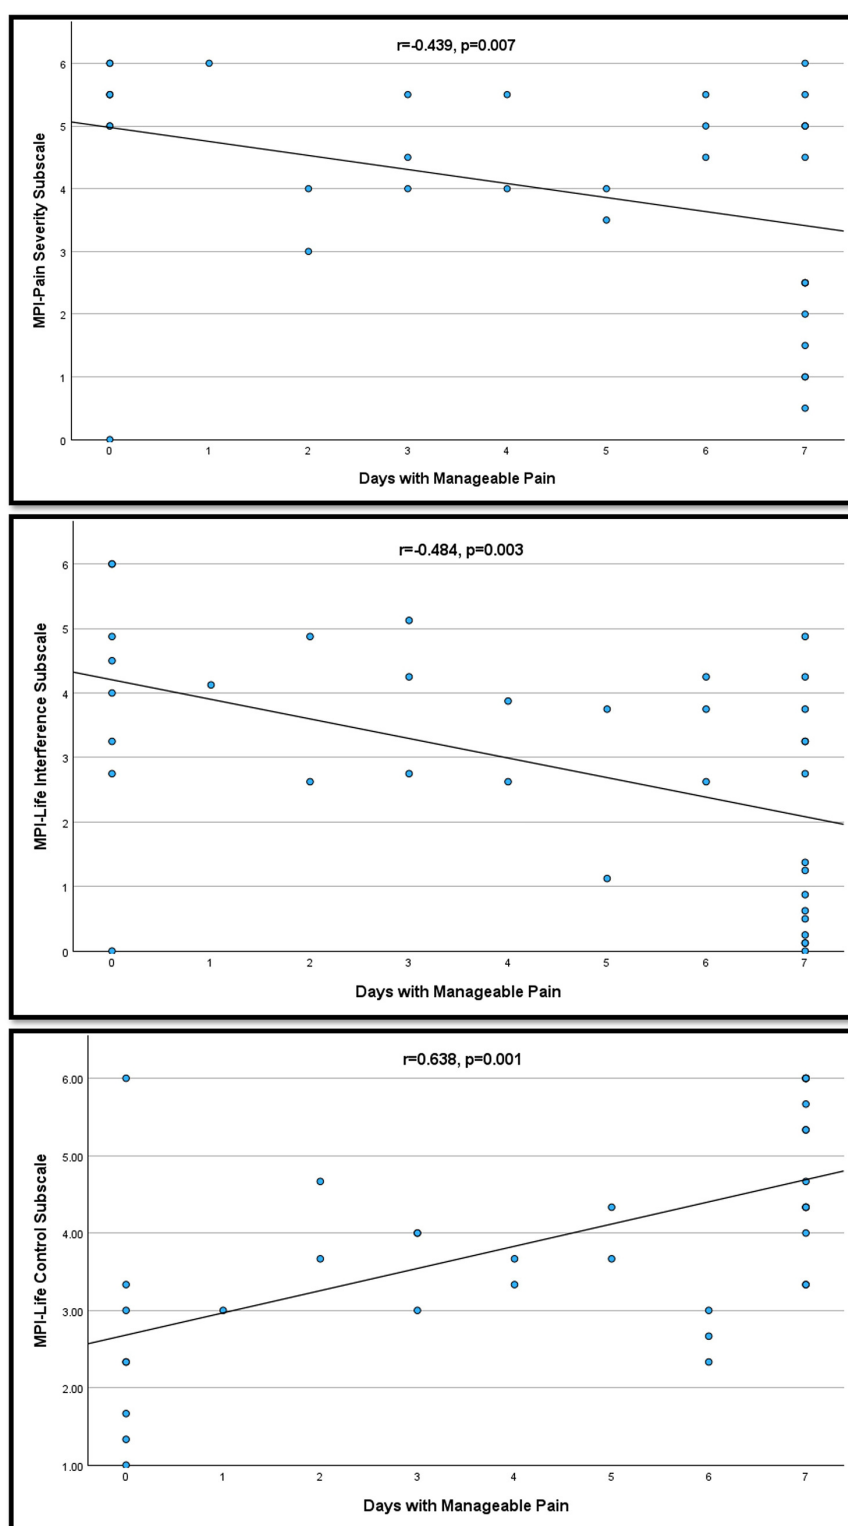 r=-0.439, p=0.007
MPI-Pain Severity Subscale
6
5
4
3
2
1
0
0 1 2 3 4 5 6 7
Days with Manageable Pain
r=-0.484, p=0.003
MPI-Life Interference Subscale
6
5
4
3
2
1
0
0 1 2 3 4 5 6 7
Days with Manageable Pain
r=0.638, p=0.001
MPI-Life Control Subscale
6.00
5.00
4.00
3.00
2.00
1.00
0 1 2 3 4 5 6 7
Days with Manageable Pain